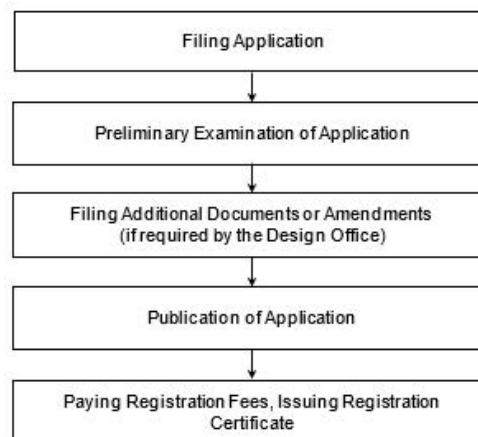 Filing Application
Preliminary Examination of Application
Filing Additional Documents or Amendments
(if required by the Design Office)
Publication of Application
Paying Registration Fees, Issuing Registration
Certificate